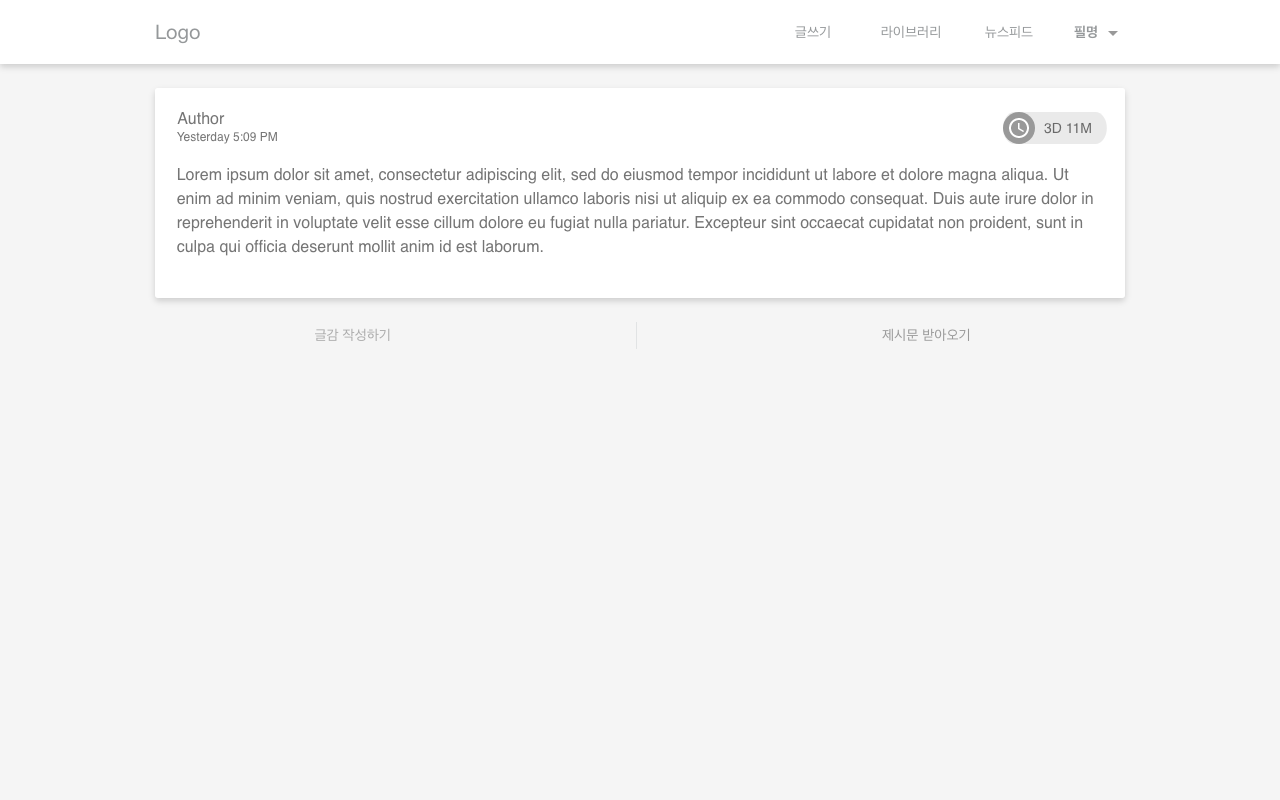 Logo
글쓰기
라이브러리
뉴스피드
필명
Author
Yesterday 5:09 PM
3D 11M
Lorem ipsum dolor sit amet, consectetur adipiscing elit, sed do eiusmod tempor incididunt ut labore et dolore magna aliqua. Ut
enim ad minim veniam, quis nostrud exercitation ullamco laboris nisi ut aliquip ex ea commodo consequat. Duis aute irure dolor in
reprehenderit in voluptate velit esse cillum dolore eu fugiat nulla pariatur. Excepteur sint occaecat cupidatat non proident, sunt in
culpa qui officia deserunt mollit anim id est laborum.
글감 작성하기
제시문 받아오기